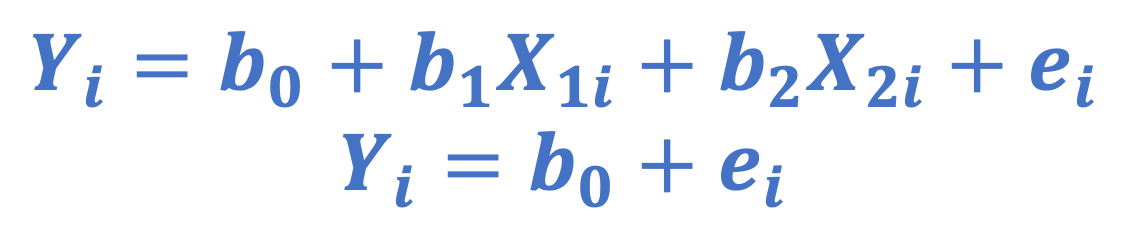 Yᵢ = b₀ + b₁X₁ᵢ + b₂X₂ᵢ + eᵢ
Yᵢ = b₀ + eᵢ